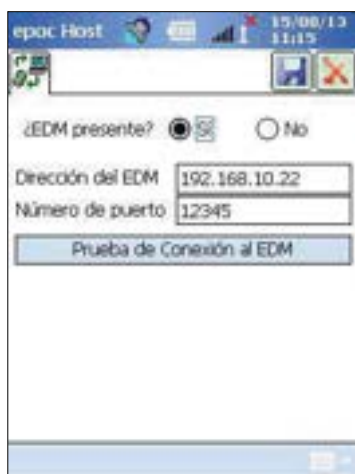 epoc Host 15/08/13
11:15
¿EDM presente? Sí No
Dirección del EDM 192.168.10.22
Número de puerto 12345
Prueba de Conexión al EDM